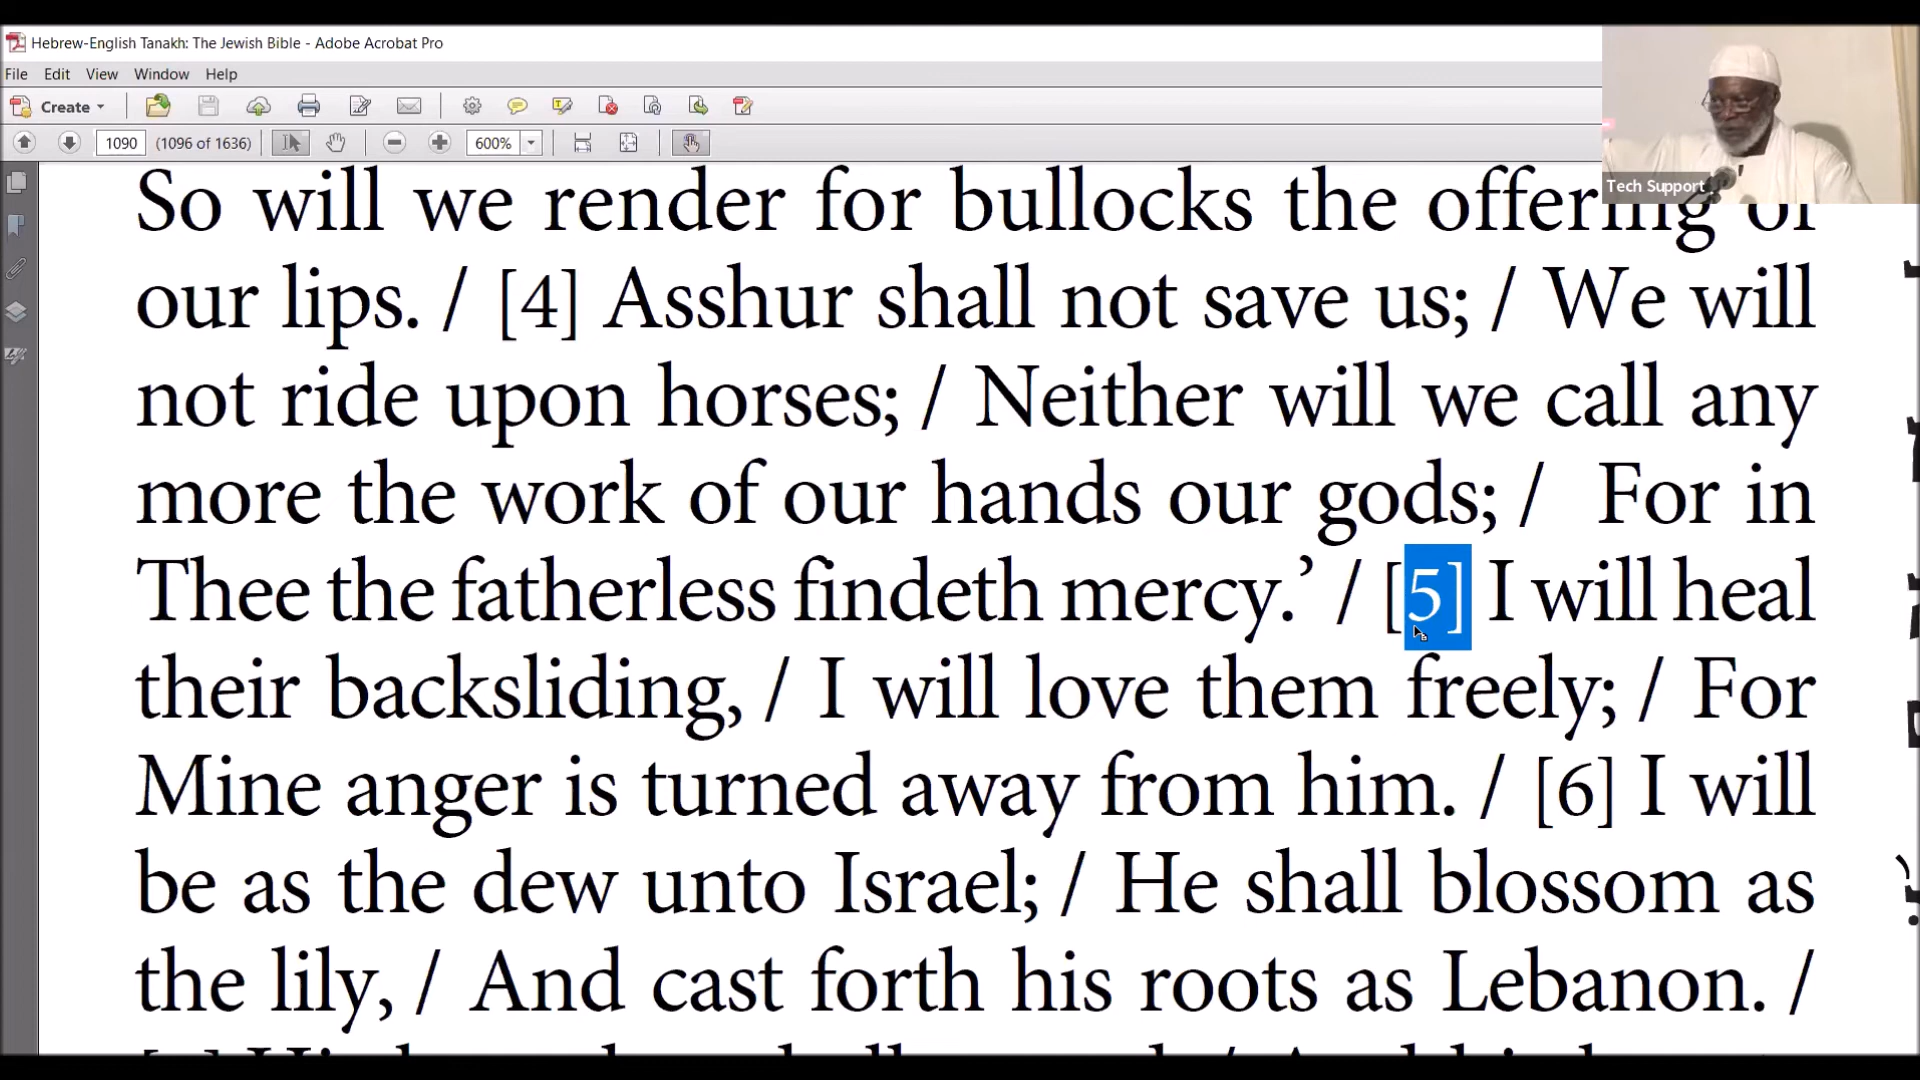 Hebrew-English Tanakh: The Jewish Bible - Adobe Acrobat Pro
File Edit View Window Help
Create
1090 (1096 of 1636) 600%
Tech Support
So will we render for bullocks the offering of
our lips. / [4] Asshur shall not save us; / We will
not ride upon horses; / Neither will we call any
more the work of our hands our gods; / For in
Thee the fatherless findeth mercy.’ / [5] I will heal
their backsliding, / I will love them freely; / For
Mine anger is turned away from him. / [6] I will
be as the dew unto Israel; / He shall blossom as
the lily, / And cast forth his roots as Lebanon. /